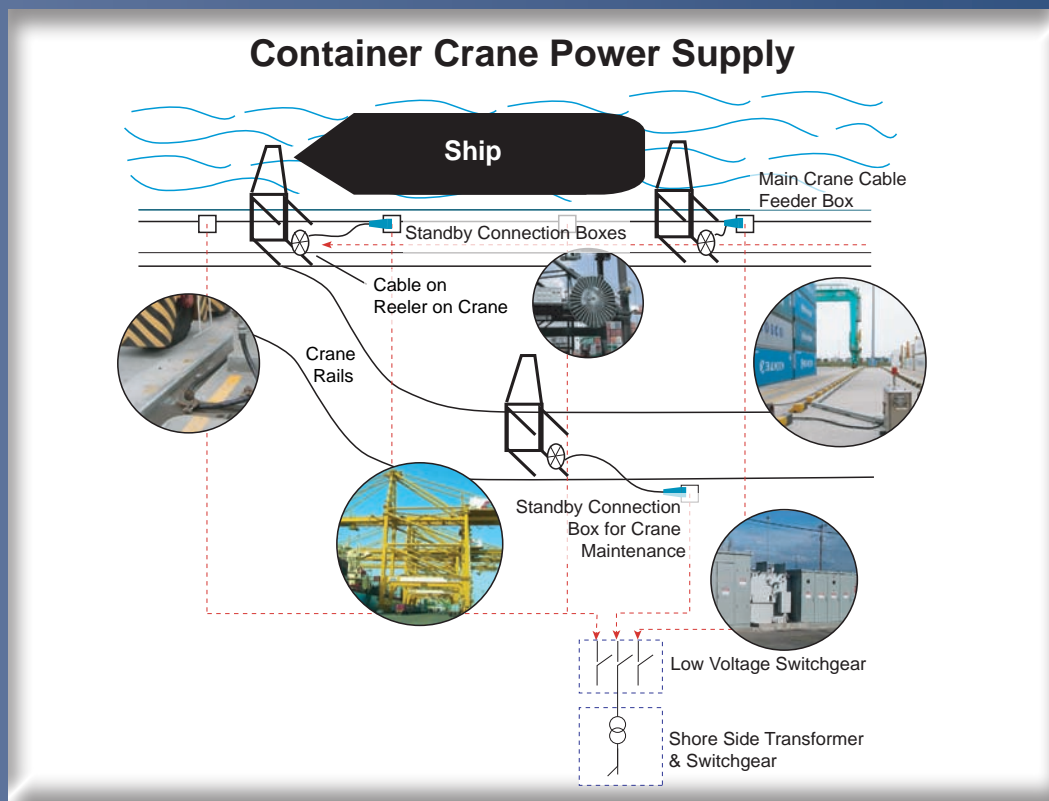 Container Crane Power Supply
Ship
Main Crane Cable
Feeder Box
Standby Connection Boxes
Cable on
Reeler on Crane
Crane
Rails
Standby Connection
Box for Crane
Maintenance
Low Voltage Switchgear
Shore Side Transformer
& Switchgear